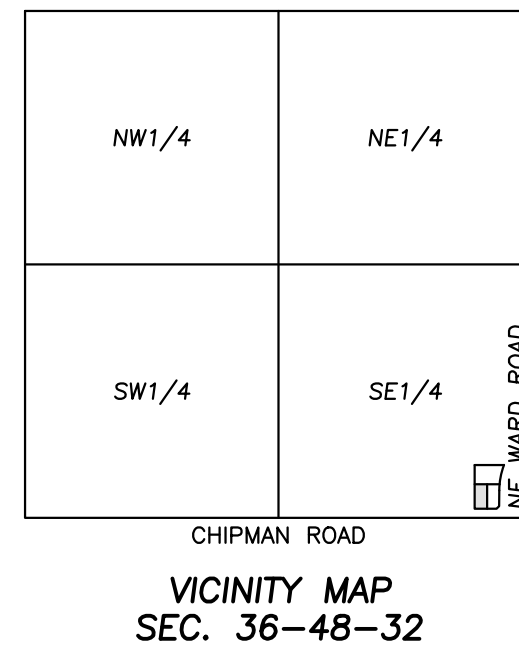 NW1/4
NE1/4
SW1/4
SE1/4
NE WARD ROAD
CHIPMAN ROAD
VICINITY MAP
SEC. 36-48-32